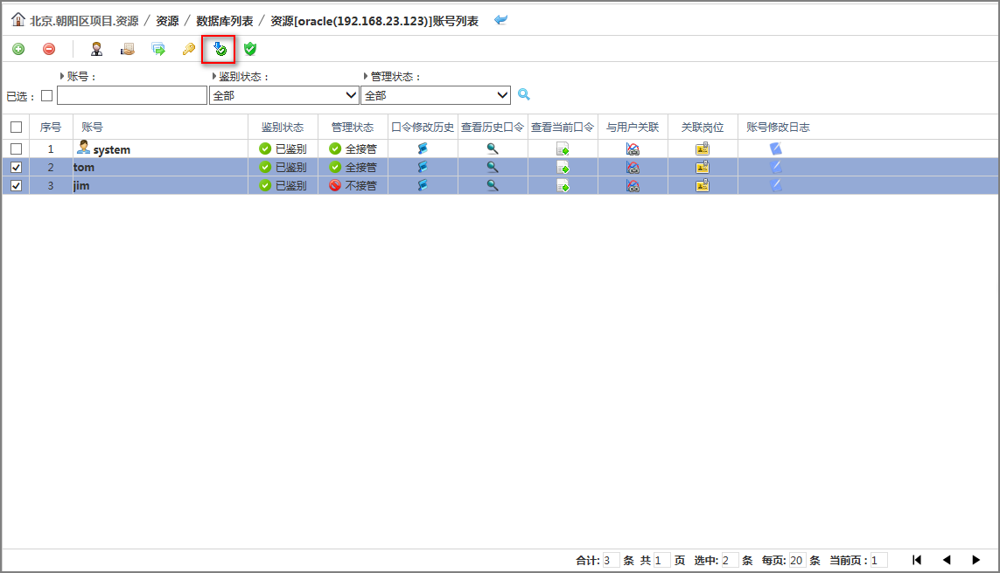 北京.朝阳区项目.资源 / 资源 / 数据库列表 / 资源[oracle(192.168.23.123)]账号列表
账号： 鉴别状态： 管理状态：
已选： 全部 全部
序号 账号 鉴别状态 管理状态 口令修改历史 查看历史口令 查看当前口令 与用户关联 关联岗位 账号修改日志
1 system 已鉴别 全接管
2 tom 已鉴别 全接管
3 jim 已鉴别 不接管
合计: 3 条 共 1 页 选中: 2 条 每页: 20 条 当前页 : 1